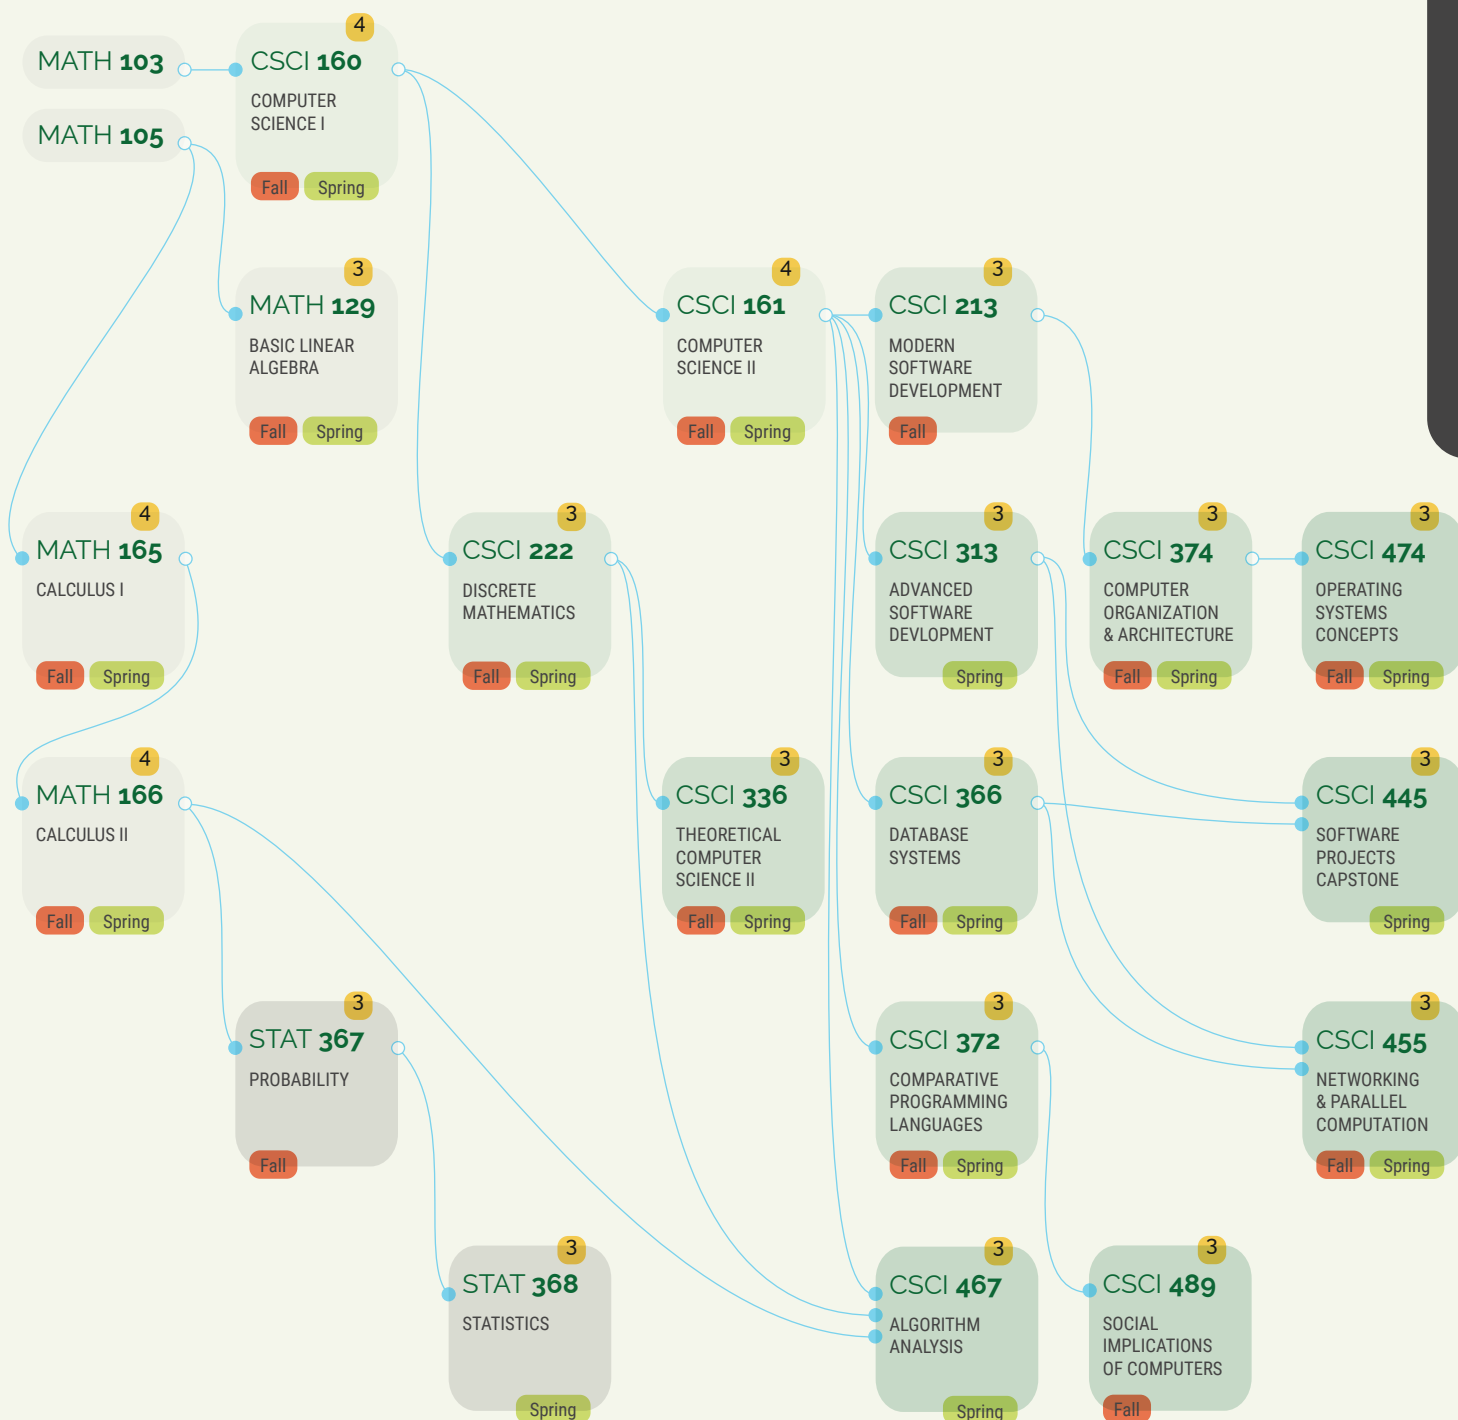 MATH 103
MATH 105
4
CSCI 160
COMPUTER
SCIENCE I
Fall Spring
3
MATH 129
BASIC LINEAR
ALGEBRA
Fall Spring
4
CSCI 161
COMPUTER
SCIENCE II
Fall Spring
3
CSCI 213
MODERN
SOFTWARE
DEVELOPMENT
Fall
4
MATH 165
CALCULUS I
Fall Spring
3
CSCI 222
DISCRETE
MATHEMATICS
Fall Spring
3
CSCI 313
ADVANCED
SOFTWARE
DEVLOPMENT
Spring
3
CSCI 374
COMPUTER
ORGANIZATION
& ARCHITECTURE
Fall Spring
3
CSCI 474
OPERATING
SYSTEMS
CONCEPTS
Fall Spring
4
MATH 166
CALCULUS II
Fall Spring
3
CSCI 336
THEORETICAL
COMPUTER
SCIENCE II
Fall Spring
3
CSCI 366
DATABASE
SYSTEMS
Fall Spring
3
CSCI 445
SOFTWARE
PROJECTS
CAPSTONE
Spring
3
STAT 367
PROBABILITY
Fall
3
CSCI 372
COMPARATIVE
PROGRAMMING
LANGUAGES
Fall Spring
3
CSCI 455
NETWORKING
& PARALLEL
COMPUTATION
Fall Spring
3
STAT 368
STATISTICS
Spring
3
CSCI 467
ALGORITHM
ANALYSIS
Spring
3
CSCI 489
SOCIAL
IMPLICATIONS
OF COMPUTERS
Fall